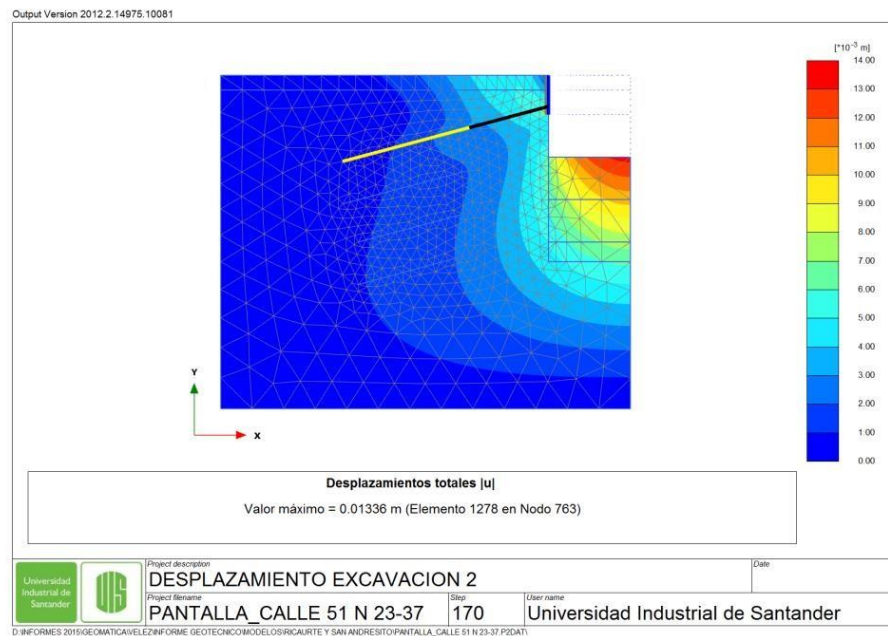 Output Version 2012.2.14975.10081
[*10⁻³ m]
14.00
13.00
12.00
11.00
10.00
9.00
8.00
7.00
6.00
5.00
4.00
3.00
2.00
1.00
0.00
Y
X
Desplazamientos totales |u|
Valor máximo = 0.01336 m (Elemento 1278 en Nodo 763)
Universidad
Industrial de
Santander
UIS
Project description
DESPLAZAMIENTO EXCAVACION 2
Date
Project filename
PANTALLA_CALLE 51 N 23-37
Step
170
User name
Universidad Industrial de Santander
D:\INFORMES 2015\GEOMATICA\VELEZ\INFORME GEOTECNICO\MODELOS\RICAURTE Y SAN ANDRESITO\PANTALLA_CALLE 51 N 23-37.P2DAT\